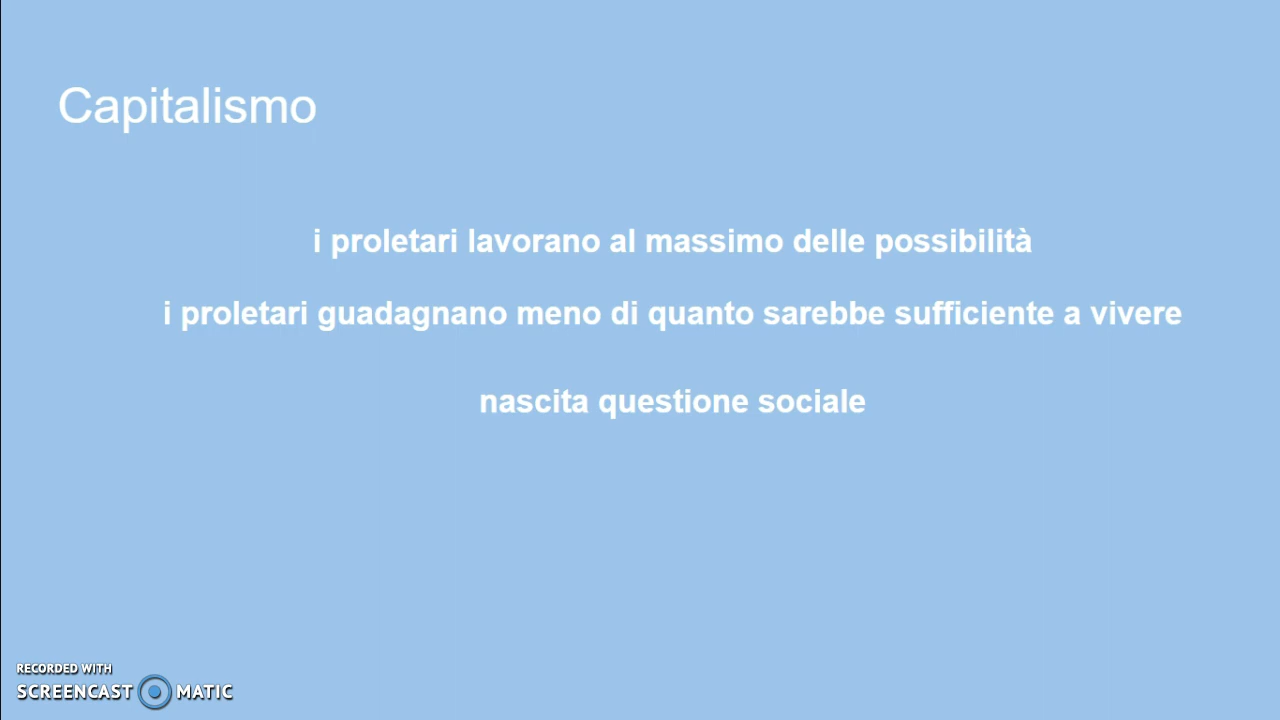 Capitalismo
i proletari lavorano al massimo delle possibilità
i proletari guadagnano meno di quanto sarebbe sufficiente a vivere
nascita questione sociale
RECORDED WITH
SCREENCAST MATIC